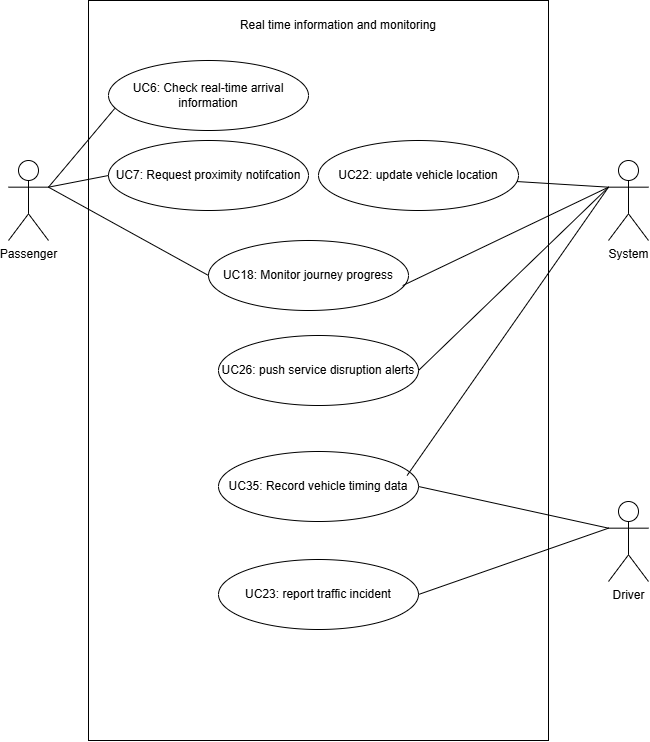 Real time information and monitoring
UC6: Check real-time arrival
information
UC7: Request proximity notifcation
UC22: update vehicle location
Passenger
System
UC18: Monitor journey progress
UC26: push service disruption alerts
UC35: Record vehicle timing data
UC23: report traffic incident
Driver